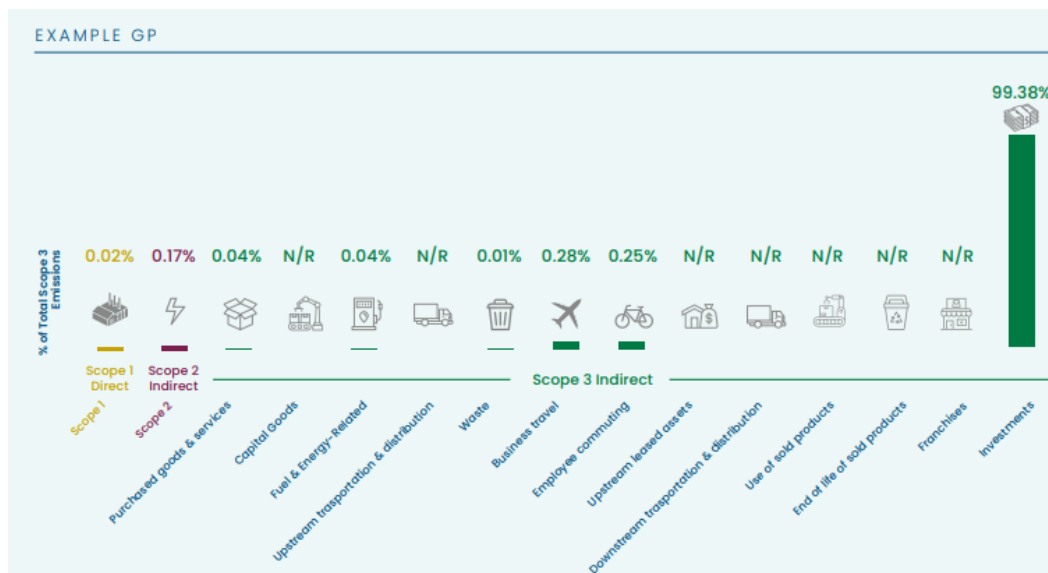 EXAMPLE GP
99.38%
% of Total Scope 3
Emissions
0.02%
0.17%
0.04%
N/R
0.04%
N/R
0.01%
0.28%
0.25%
N/R
N/R
N/R
N/R
N/R
Scope 1
Direct
Scope 2
Indirect
Scope 3 Indirect
Scope 1
Scope 2
Purchased goods & services
Capital Goods
Fuel & Energy-Related
Upstream trasportation & distribution
Waste
Business travel
Employee commuting
Upstream leased assets
Downstream trasportation & distribution
Use of sold products
End of life of sold products
Franchises
Investments